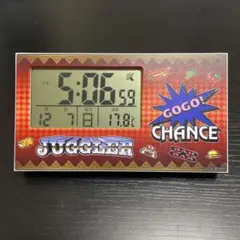 5:06 59
12 7 日 17.8℃
GOGO!
CHANCE
JUGGLER